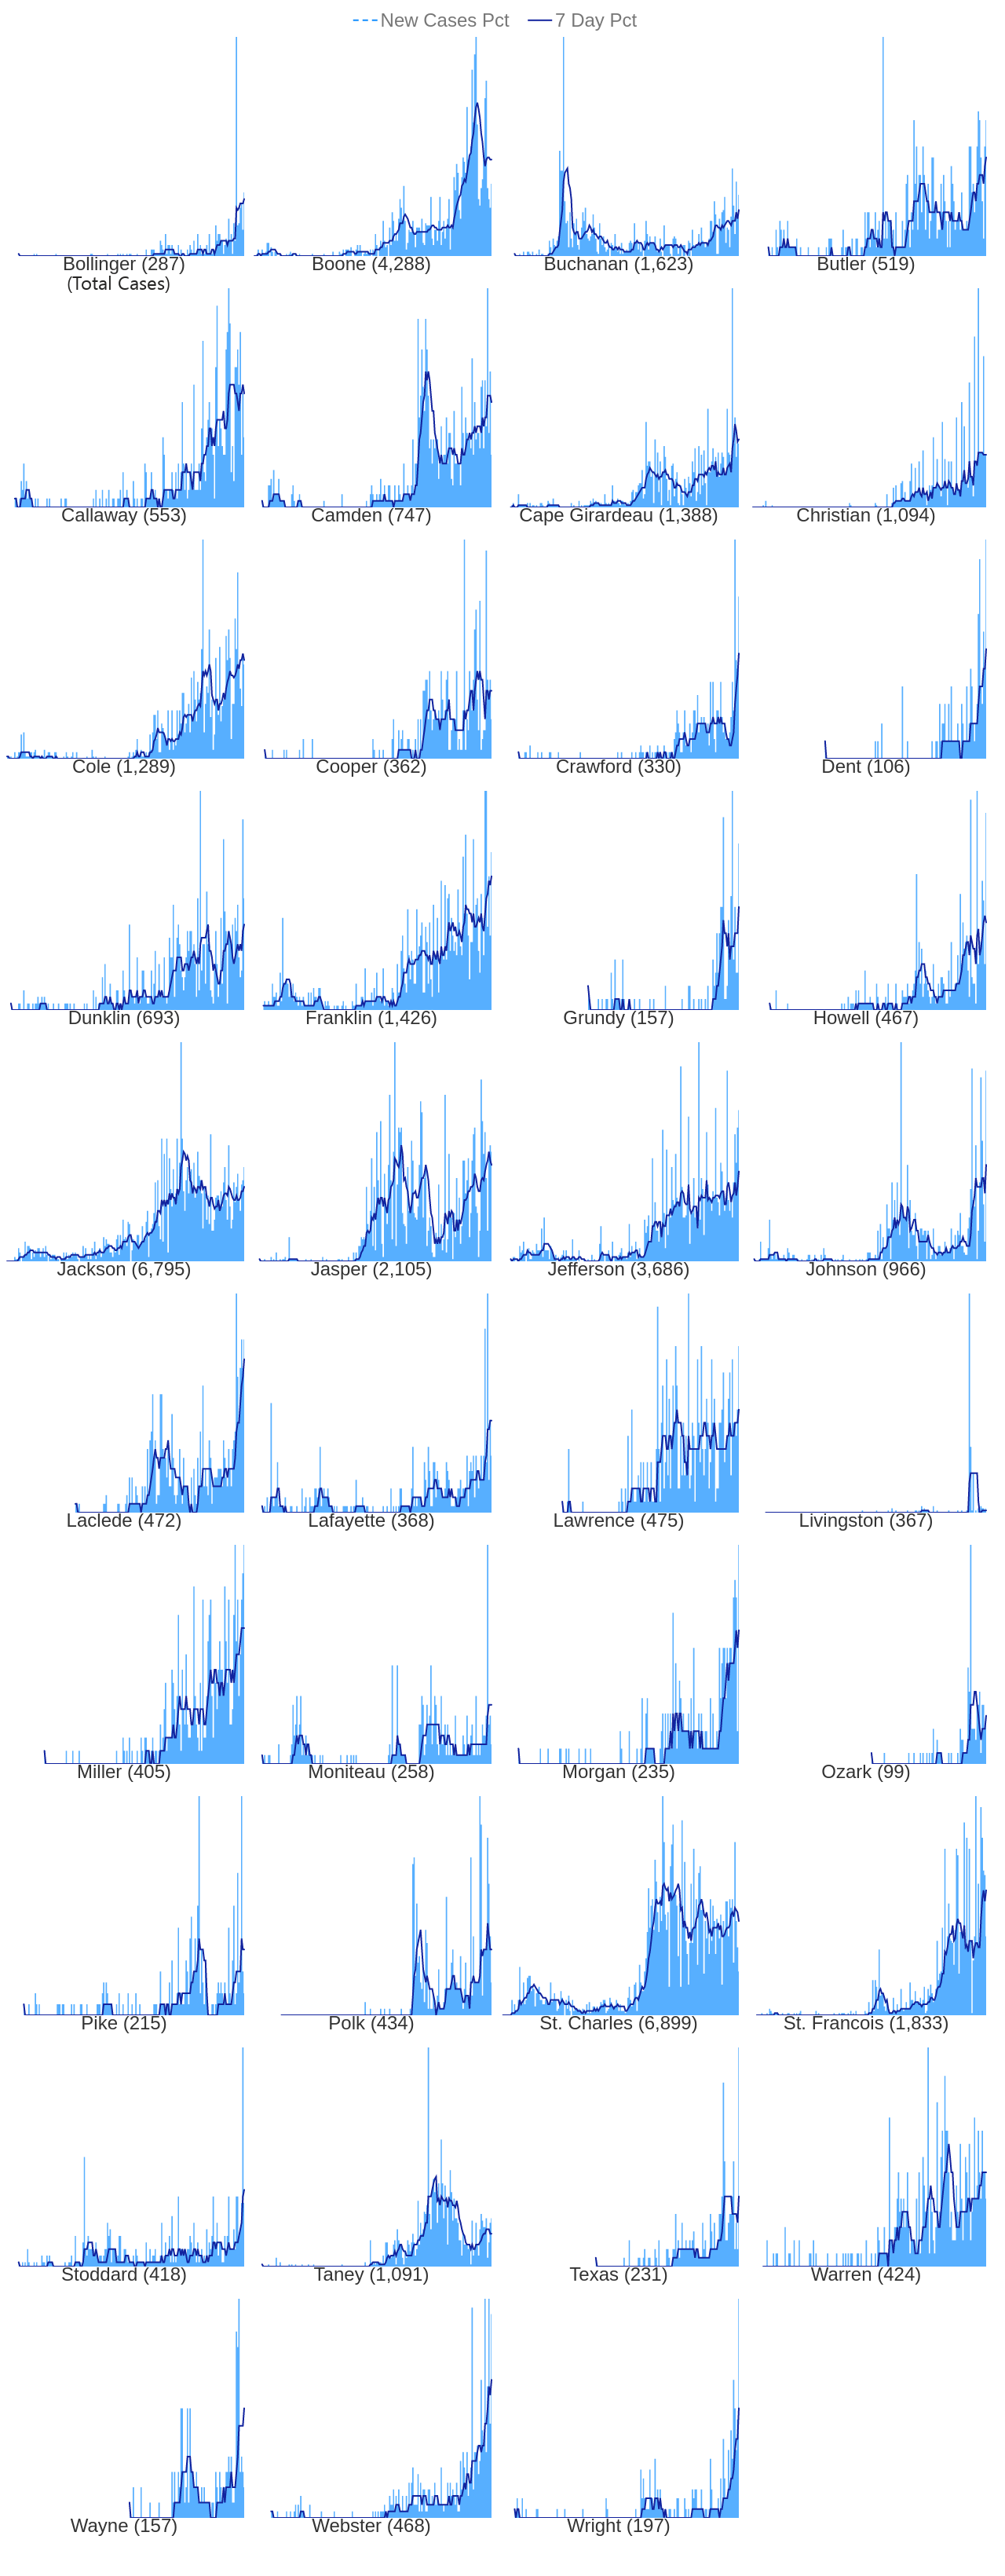 New Cases Pct 7 Day Pct
Bollinger (287) Boone (4,288) Buchanan (1,623) Butler (519)
(Total Cases)
Callaway (553) Camden (747) Cape Girardeau (1,388) Christian (1,094)
Cole (1,289) Cooper (362) Crawford (330) Dent (106)
Dunklin (693) Franklin (1,426) Grundy (157) Howell (467)
Jackson (6,795) Jasper (2,105) Jefferson (3,686) Johnson (966)
Laclede (472) Lafayette (368) Lawrence (475) Livingston (367)
Miller (405) Moniteau (258) Morgan (235) Ozark (99)
Pike (215) Polk (434) St. Charles (6,899) St. Francois (1,833)
Stoddard (418) Taney (1,091) Texas (231) Warren (424)
Wayne (157) Webster (468) Wright (197)